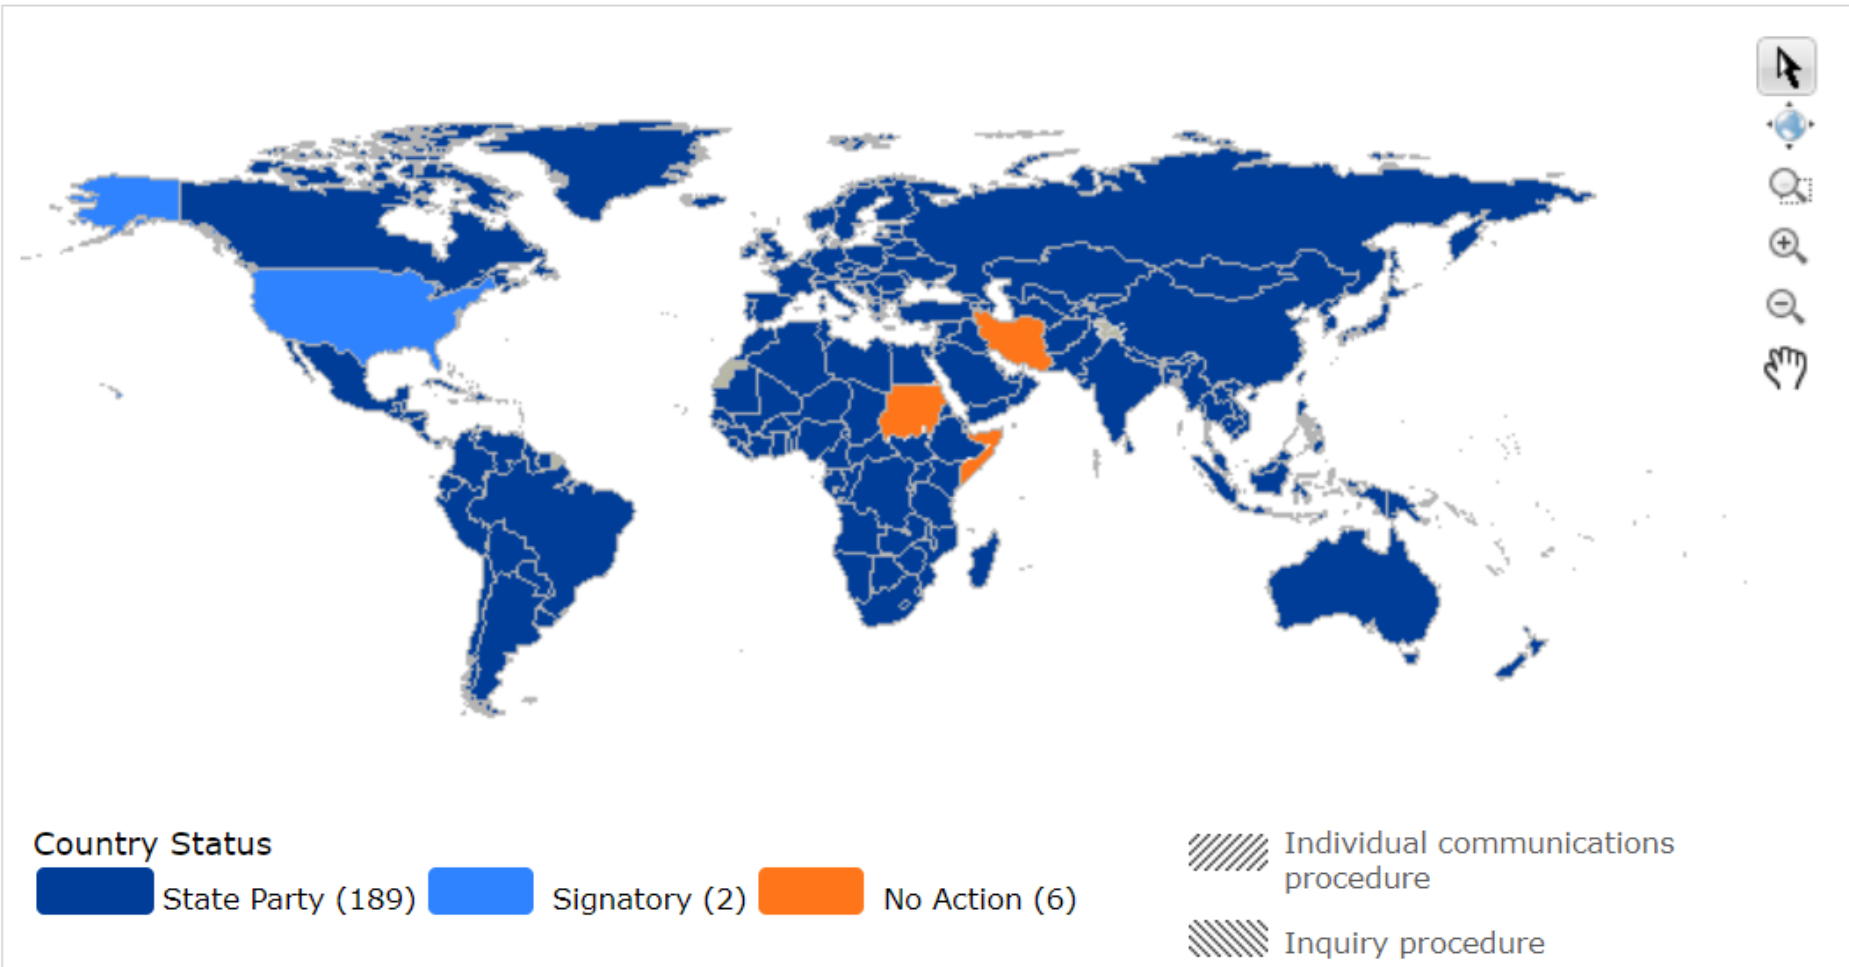 Country Status
State Party (189)
Signatory (2)
No Action (6)
Individual communications
procedure
Inquiry procedure